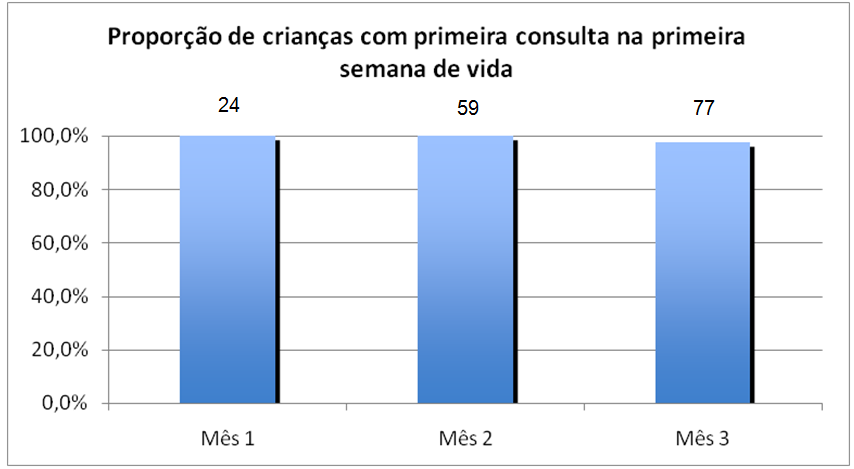 Proporção de crianças com primeira consulta na primeira
semana de vida
24 59 77
100,0%
80,0%
60,0%
40,0%
20,0%
0,0%
Mês 1 Mês 2 Mês 3